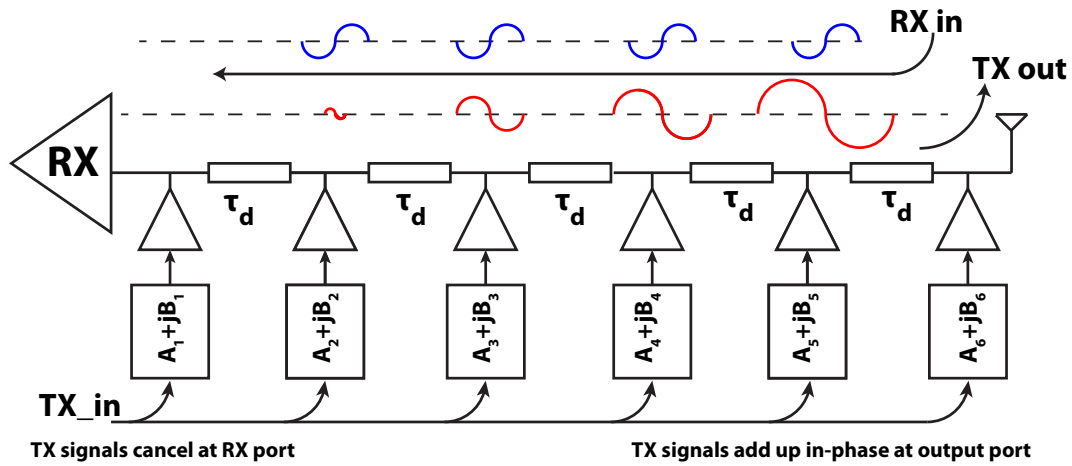 RX in
TX out
RX
τd τd τd τd τd
A1+jB1 A2+jB2 A3+jB3 A4+jB4 A5+jB5 A6+jB6
TX_in
TX signals cancel at RX port
TX signals add up in-phase at output port